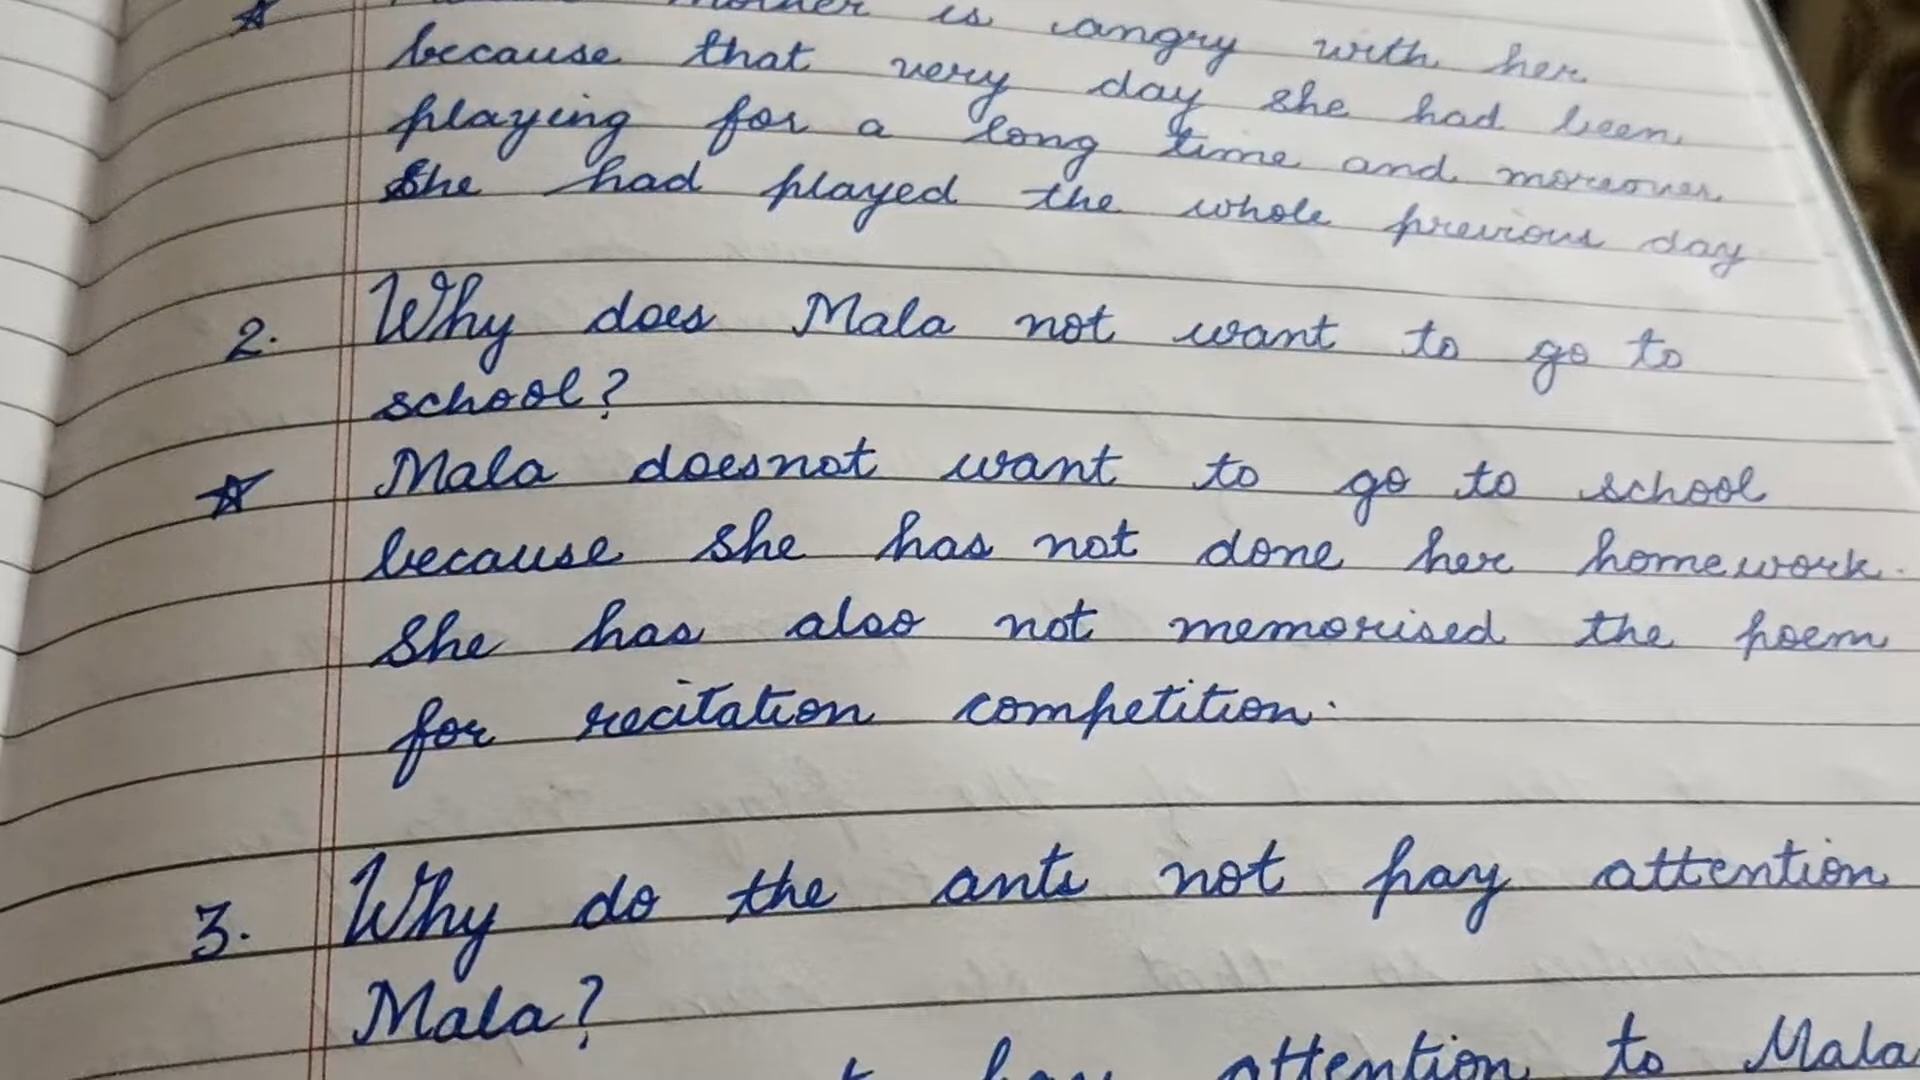 mother is angry with her
because that very day she had been
playing for a long time and moreover
She had played the whole previous day
2. Why does Mala not want to go to
school?
Mala doesnot want to go to school
because she has not done her homework.
She has also not memorised the poem
for recitation competition.
3. Why do the ants not pay attention
Mala?
pay attention to Mala